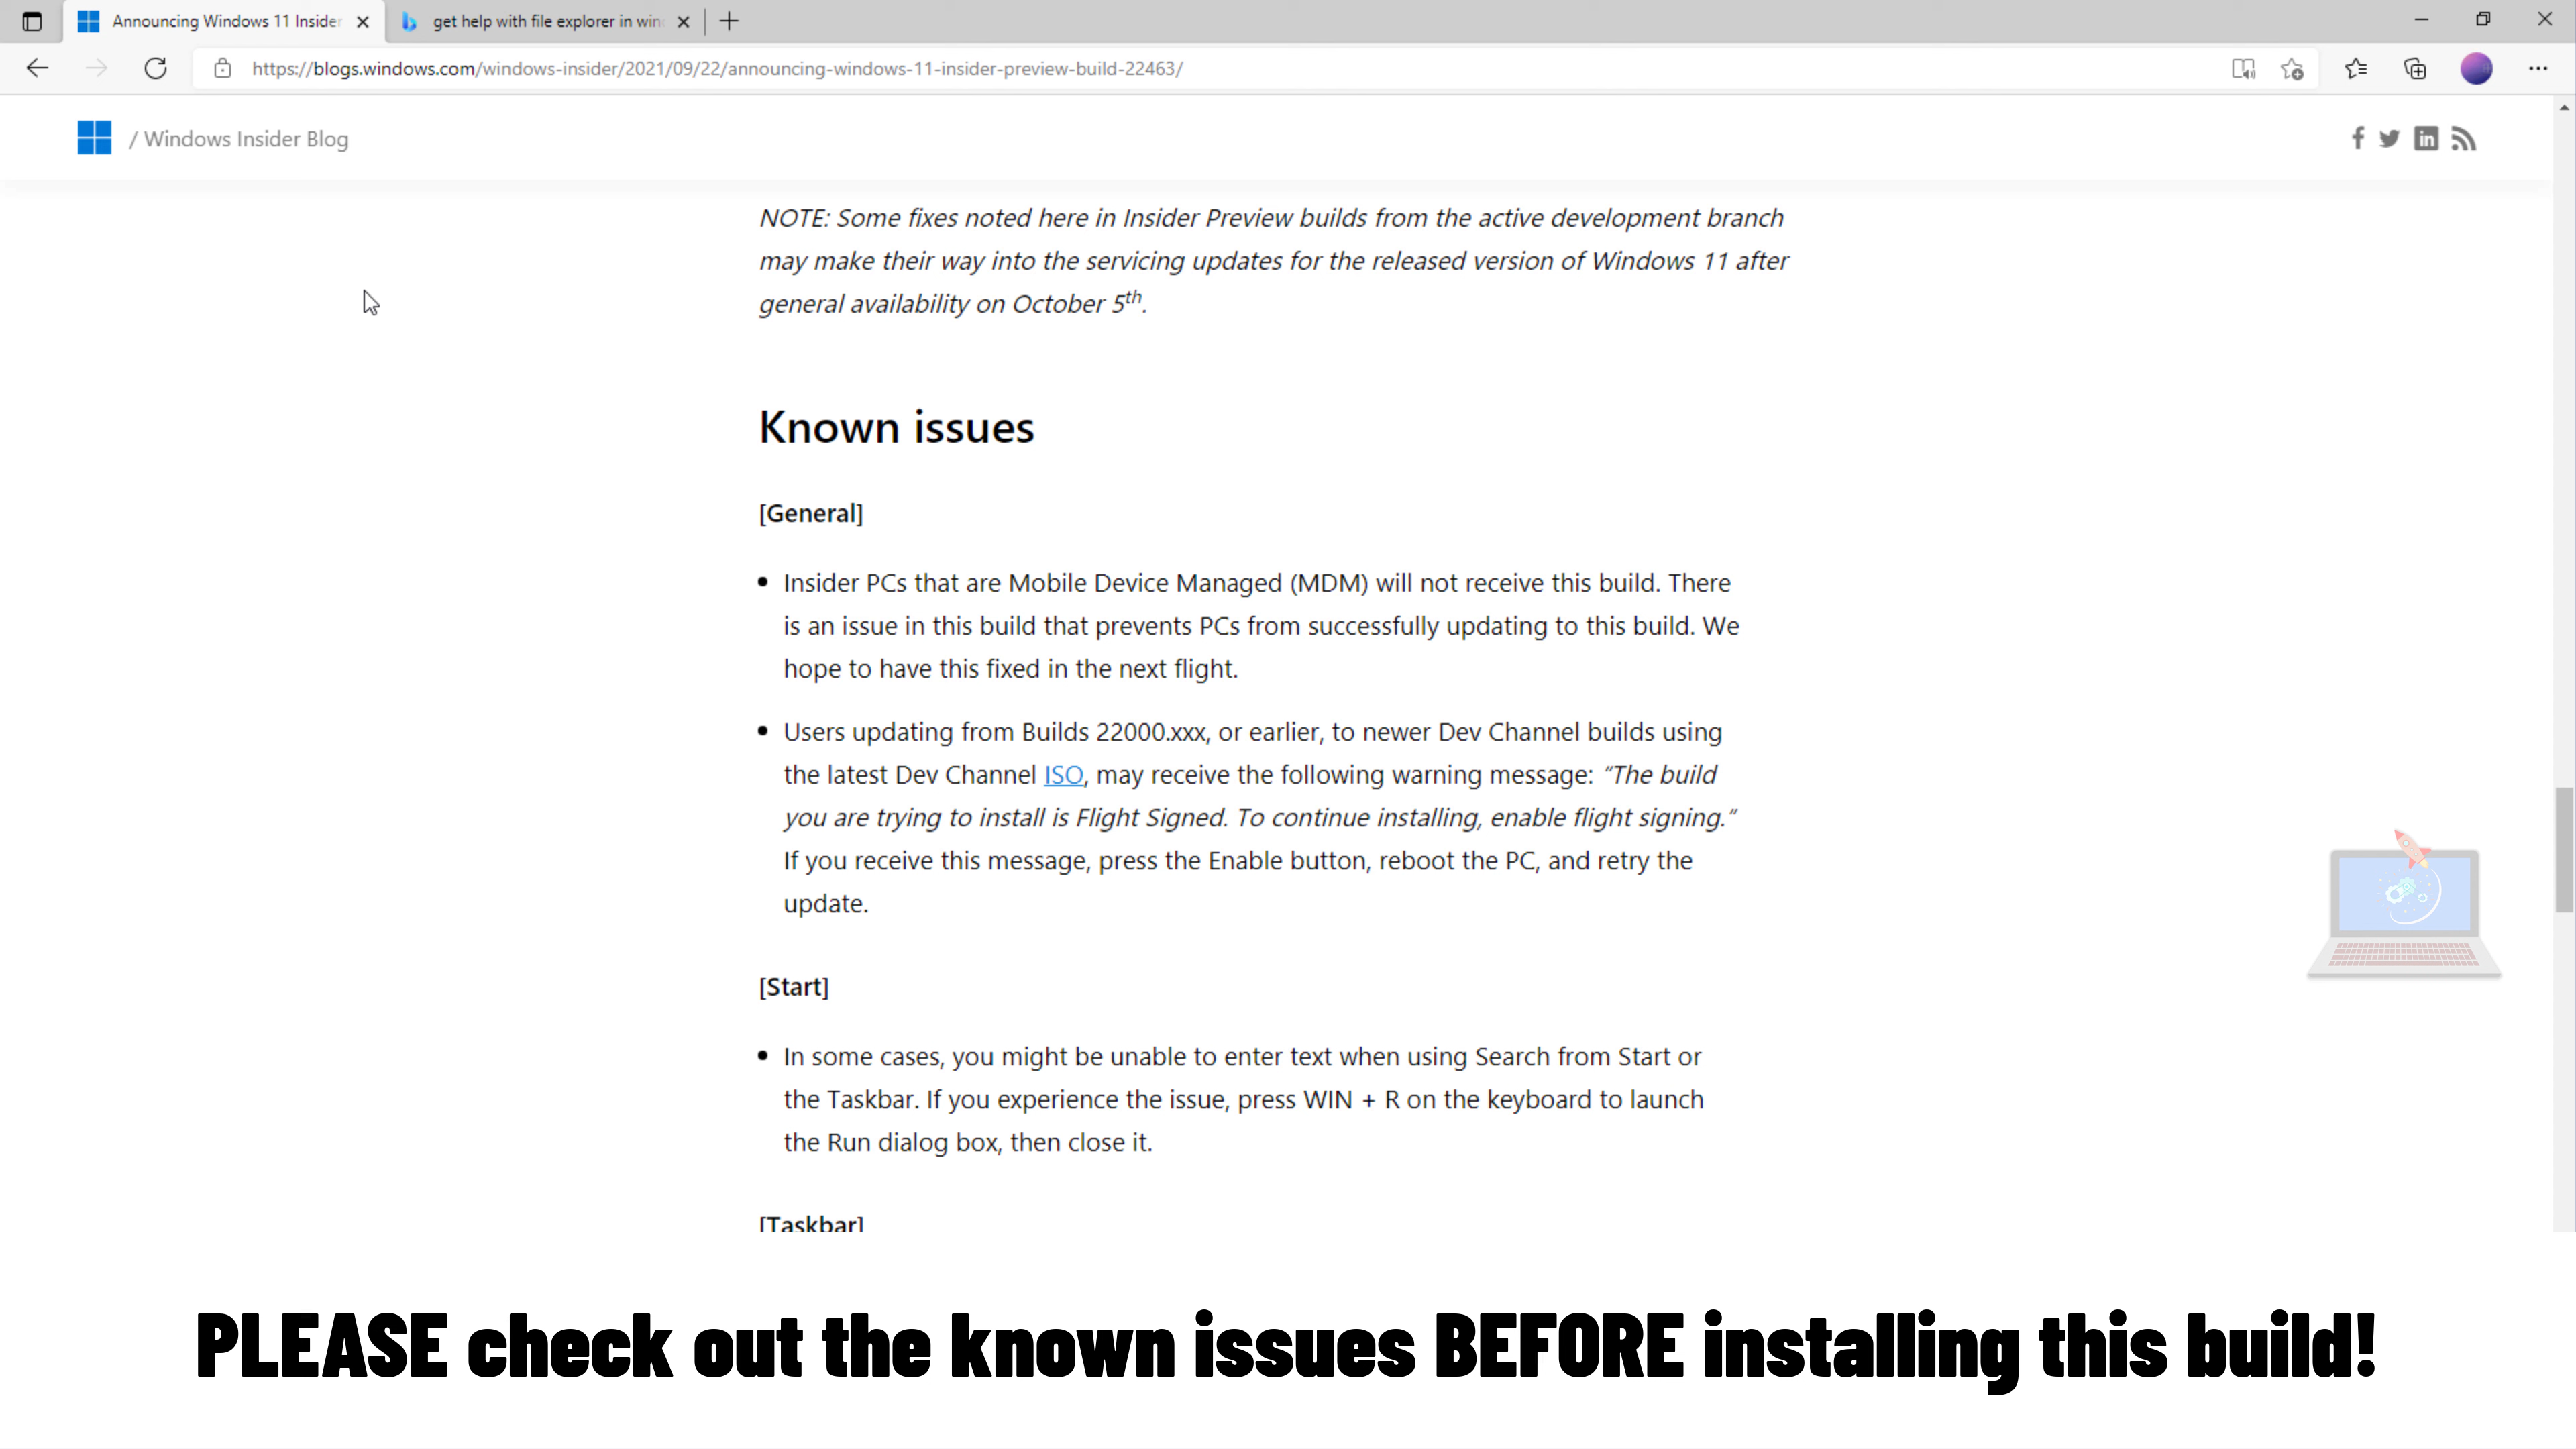 Announcing Windows 11 Insider
get help with file explorer in win
https://blogs.windows.com/windows-insider/2021/09/22/announcing-windows-11-insider-preview-build-22463/
/ Windows Insider Blog
NOTE: Some fixes noted here in Insider Preview builds from the active development branch
may make their way into the servicing updates for the released version of Windows 11 after
general availability on October 5th.
Known issues
[General]
• Insider PCs that are Mobile Device Managed (MDM) will not receive this build. There
is an issue in this build that prevents PCs from successfully updating to this build. We
hope to have this fixed in the next flight.
• Users updating from Builds 22000.xxx, or earlier, to newer Dev Channel builds using
the latest Dev Channel ISO, may receive the following warning message: “The build
you are trying to install is Flight Signed. To continue installing, enable flight signing.”
If you receive this message, press the Enable button, reboot the PC, and retry the
update.
[Start]
• In some cases, you might be unable to enter text when using Search from Start or
the Taskbar. If you experience the issue, press WIN + R on the keyboard to launch
the Run dialog box, then close it.
[Taskbar]
PLEASE check out the known issues BEFORE installing this build!